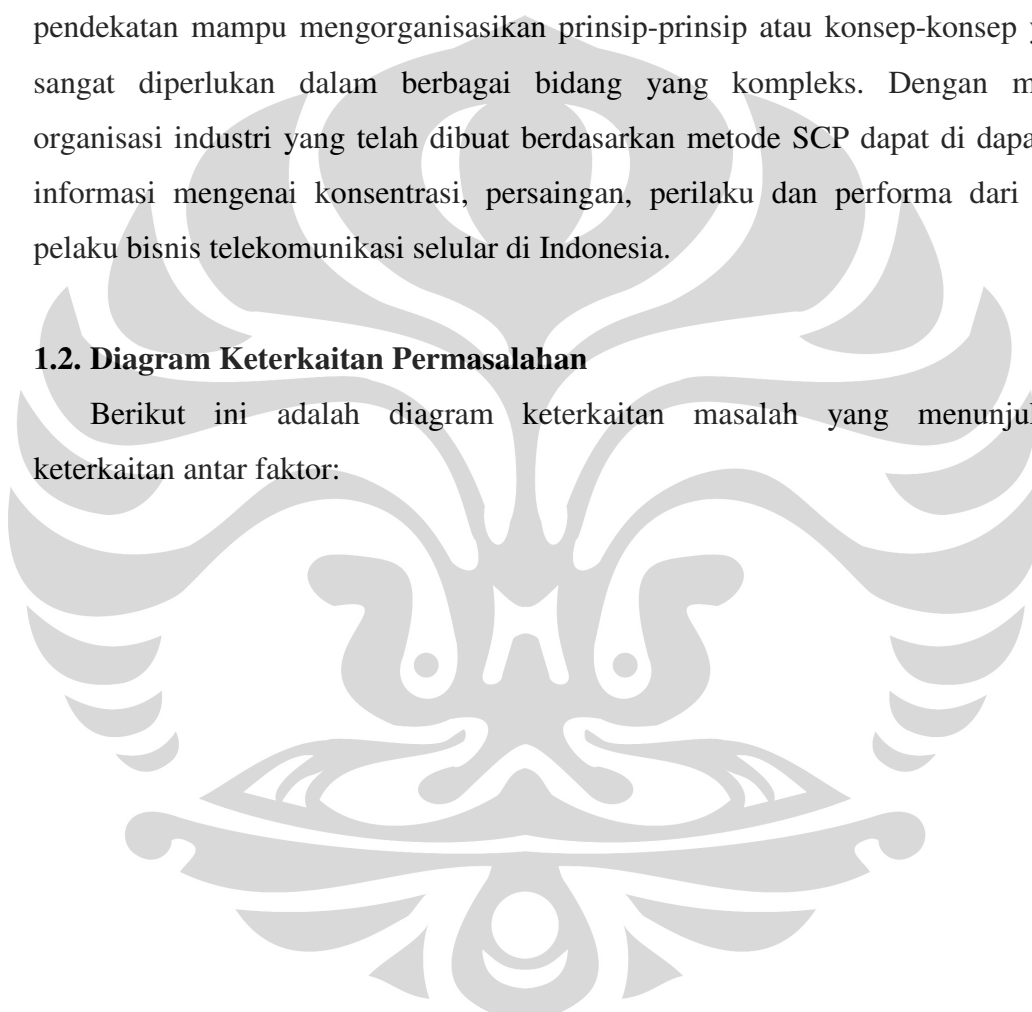 pendekatan mampu mengorganisasikan prinsip-prinsip atau konsep-konsep
sangat diperlukan dalam berbagai bidang yang kompleks. Dengan
organisasi industri yang telah dibuat berdasarkan metode SCP dapat di
informasi mengenai konsentrasi, persaingan, perilaku dan performa dari
pelaku bisnis telekomunikasi selular di Indonesia.
1.2. Diagram Keterkaitan Permasalahan
Berikut ini adalah diagram keterkaitan masalah yang
keterkaitan antar faktor: